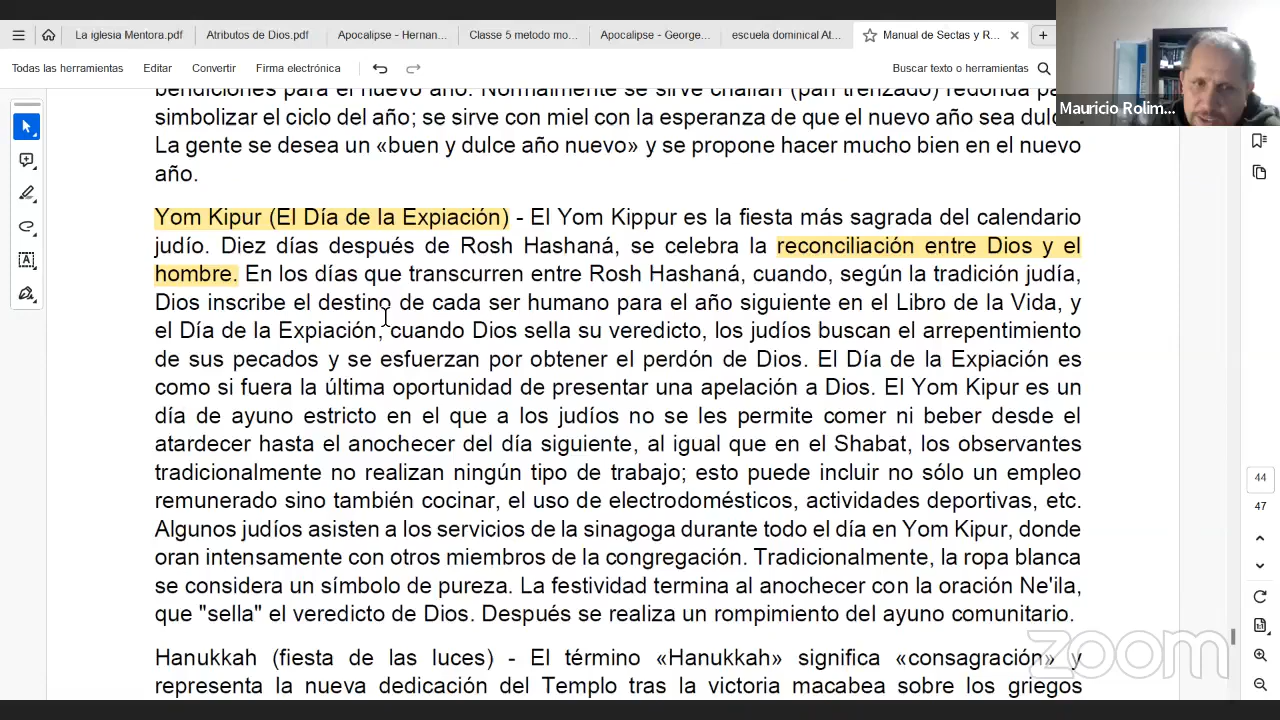 La iglesia Mentora.pdf
Atributos de Dios.pdf
Apocalipse - Hernan...
Classe 5 metodo mo...
Apocalipse - George...
escuela dominical Al...
Manual de Sectas y R...
Todas las herramientas
Editar
Convertir
Firma electrónica
Buscar texto o herramientas
Mauricio Rolim...
bendiciones para el nuevo año. Normalmente se sirve challah (pan trenzado) redonda
simbolizar el ciclo del año; se sirve con miel con la esperanza de que el nuevo año sea
La gente se desea un «buen y dulce año nuevo» y se propone hacer mucho bien en el nuevo
año.
Yom Kipur (El Día de la Expiación) - El Yom Kippur es la fiesta más sagrada del calendario
judío. Diez días después de Rosh Hashaná, se celebra la reconciliación entre Dios y el
hombre. En los días que transcurren entre Rosh Hashaná, cuando, según la tradición judía,
Dios inscribe el destino de cada ser humano para el año siguiente en el Libro de la Vida, y
el Día de la Expiación, cuando Dios sella su veredicto, los judíos buscan el arrepentimiento
de sus pecados y se esfuerzan por obtener el perdón de Dios. El Día de la Expiación es
como si fuera la última oportunidad de presentar una apelación a Dios. El Yom Kipur es un
día de ayuno estricto en el que a los judíos no se les permite comer ni beber desde el
atardecer hasta el anochecer del día siguiente, al igual que en el Shabat, los observantes
tradicionalmente no realizan ningún tipo de trabajo; esto puede incluir no sólo un empleo
remunerado sino también cocinar, el uso de electrodomésticos, actividades deportivas, etc.
Algunos judíos asisten a los servicios de la sinagoga durante todo el día en Yom Kipur, donde
oran intensamente con otros miembros de la congregación. Tradicionalmente, la ropa blanca
se considera un símbolo de pureza. La festividad termina al anochecer con la oración Ne'ila,
que "sella" el veredicto de Dios. Después se realiza un rompimiento del ayuno comunitario.
Hanukkah (fiesta de las luces) - El término «Hanukkah» significa «consagración» y
representa la nueva dedicación del Templo tras la victoria macabea sobre los griegos
44
47
zoom